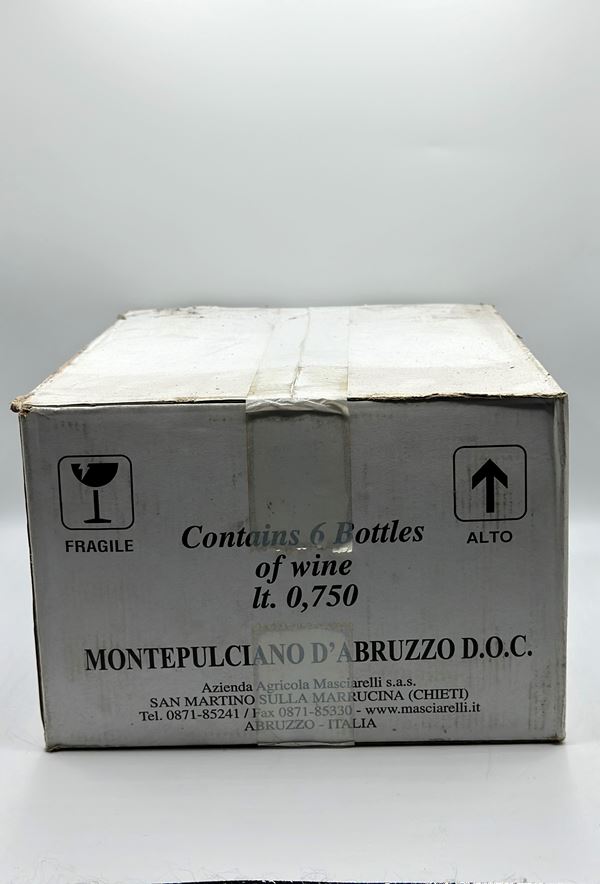 FRAGILE
ALTO
Contains 6 Bottles
of wine
lt. 0,750
MONTEPULCIANO D'ABRUZZO D.O.C.
Azienda Agricola Masciarelli s.a.s.
SAN MARTINO SULLA MARRUCINA (CHIETI)
Tel. 0871-85241 / Fax 0871-85330 - www.masciarelli.it
ABRUZZO - ITALIA